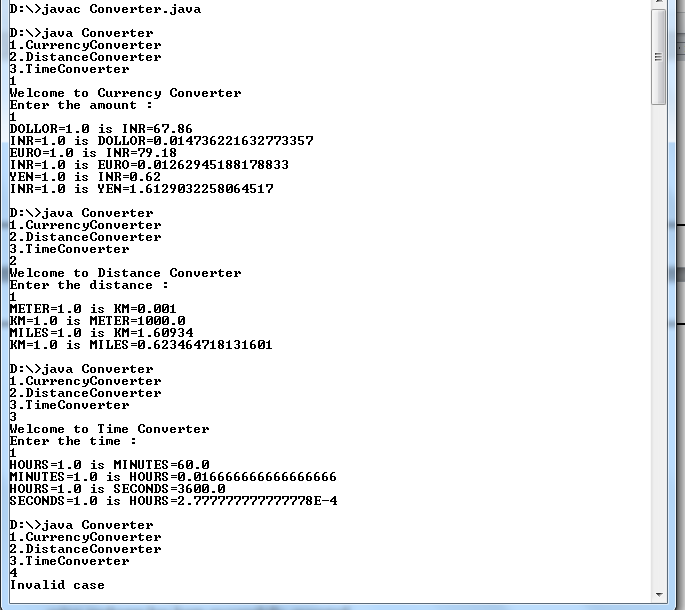 D:\>javac Converter.java
D:\>java Converter
1.CurrencyConverter
2.DistanceConverter
3.TimeConverter
1
Welcome to Currency Converter
Enter the amount :
1
DOLLOR=1.0 is INR=67.86
INR=1.0 is DOLLOR=0.014736221632773357
EURO=1.0 is INR=79.18
INR=1.0 is EURO=0.01262945188178833
YEN=1.0 is INR=0.62
INR=1.0 is YEN=1.6129032258064517
D:\>java Converter
1.CurrencyConverter
2.DistanceConverter
3.TimeConverter
2
Welcome to Distance Converter
Enter the distance :
1
METER=1.0 is KM=0.001
KM=1.0 is METER=1000.0
MILES=1.0 is KM=1.60934
KM=1.0 is MILES=0.623464718131601
D:\>java Converter
1.CurrencyConverter
2.DistanceConverter
3.TimeConverter
3
Welcome to Time Converter
Enter the time :
1
HOURS=1.0 is MINUTES=60.0
MINUTES=1.0 is HOURS=0.016666666666666666
HOURS=1.0 is SECONDS=3600.0
SECONDS=1.0 is HOURS=2.777777777777778E-4
D:\>java Converter
1.CurrencyConverter
2.DistanceConverter
3.TimeConverter
4
Invalid case